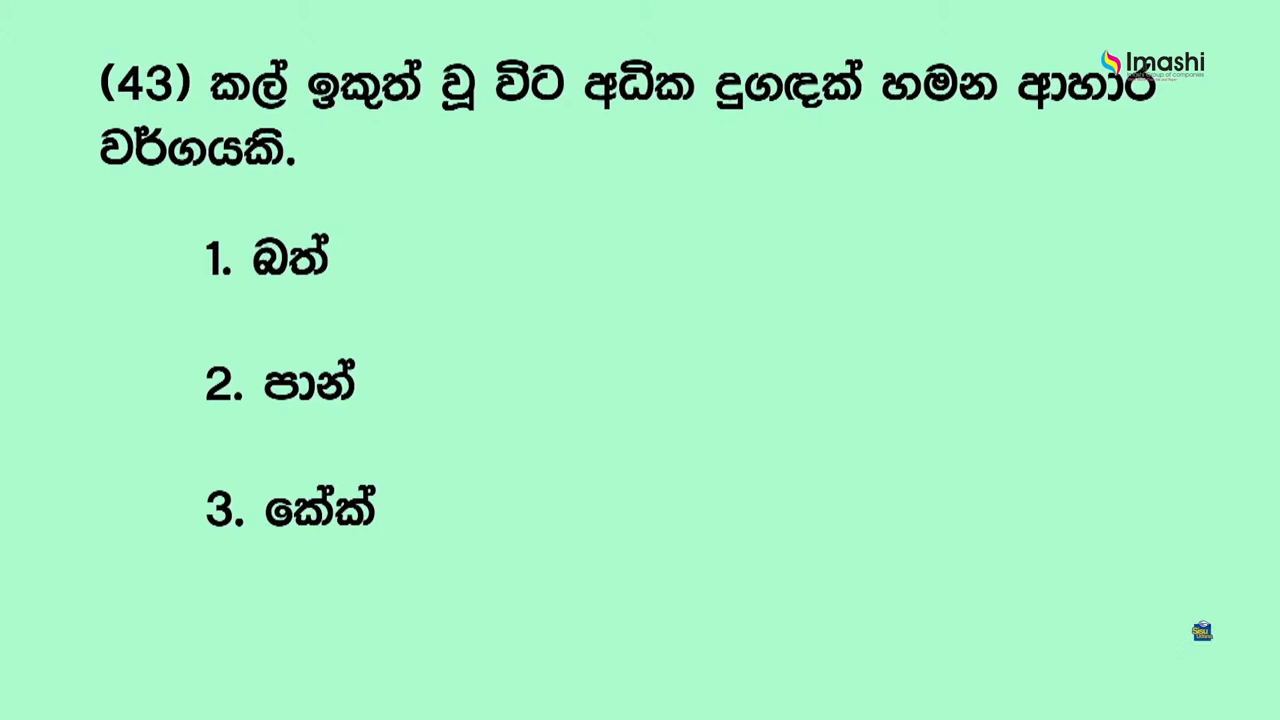 Imashi
(43) කල් ඉකුත් වූ විට අධික දුගඳක් හමන ආහාර
වර්ගයකි.
1. බත්
2. පාන්
3. කේක්